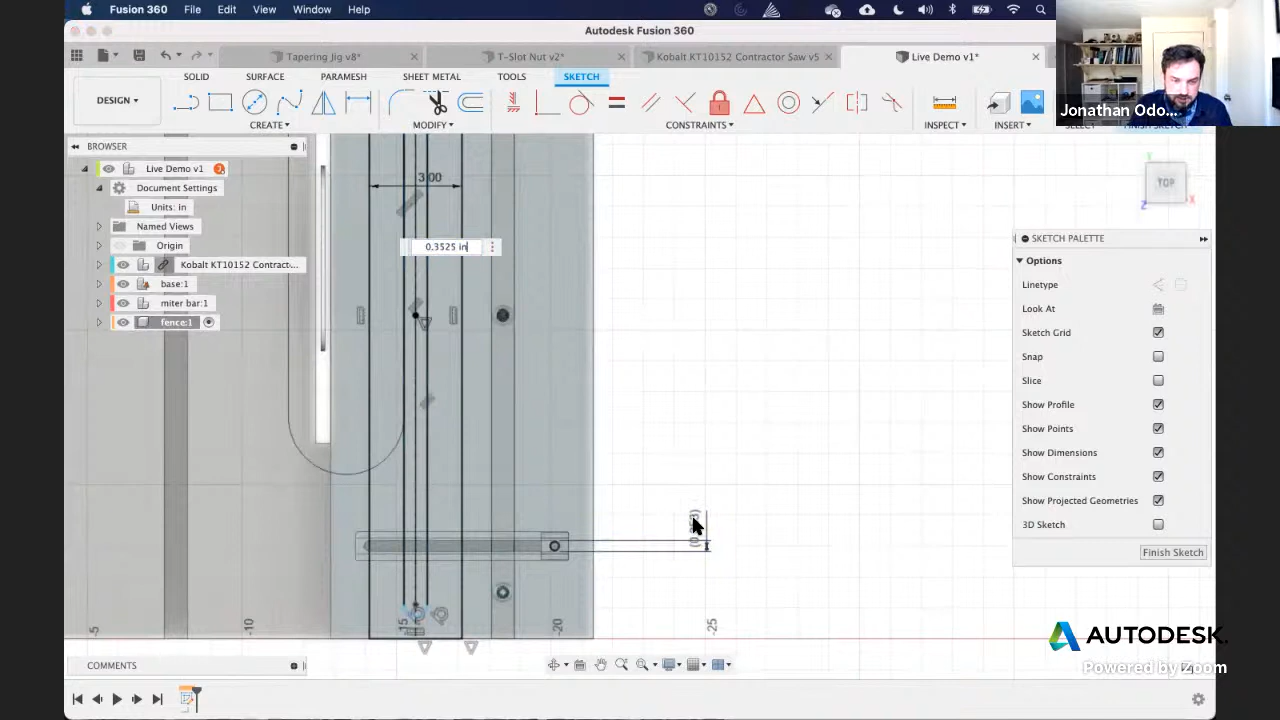 Fusion 360 File Edit View Window Help
Autodesk Fusion 360
Tapering Jig v8*
T-Slot Nut v2*
Kobalt KT10152 Contractor Saw v5
Live Demo v1*
Jonathan Odo...
SOLID SURFACE PARAMESH SHEET METAL TOOLS SKETCH
DESIGN
CREATE MODIFY CONSTRAINTS INSPECT INSERT
BROWSER
Live Demo v1
Document Settings
Units: in
Named Views
Origin
Kobalt KT10152 Contract...
base:1
miter bar:1
fence:1
3.00
0.3525 in
TOP
Y
Z
X
SKETCH PALETTE
Options
Linetype
Look At
Sketch Grid
Snap
Slice
Show Profile
Show Points
Show Dimensions
Show Constraints
Show Projected Geometries
3D Sketch
Finish Sketch
-5
-10
-20
-25
COMMENTS
AUTODESK
Powered by Zoom